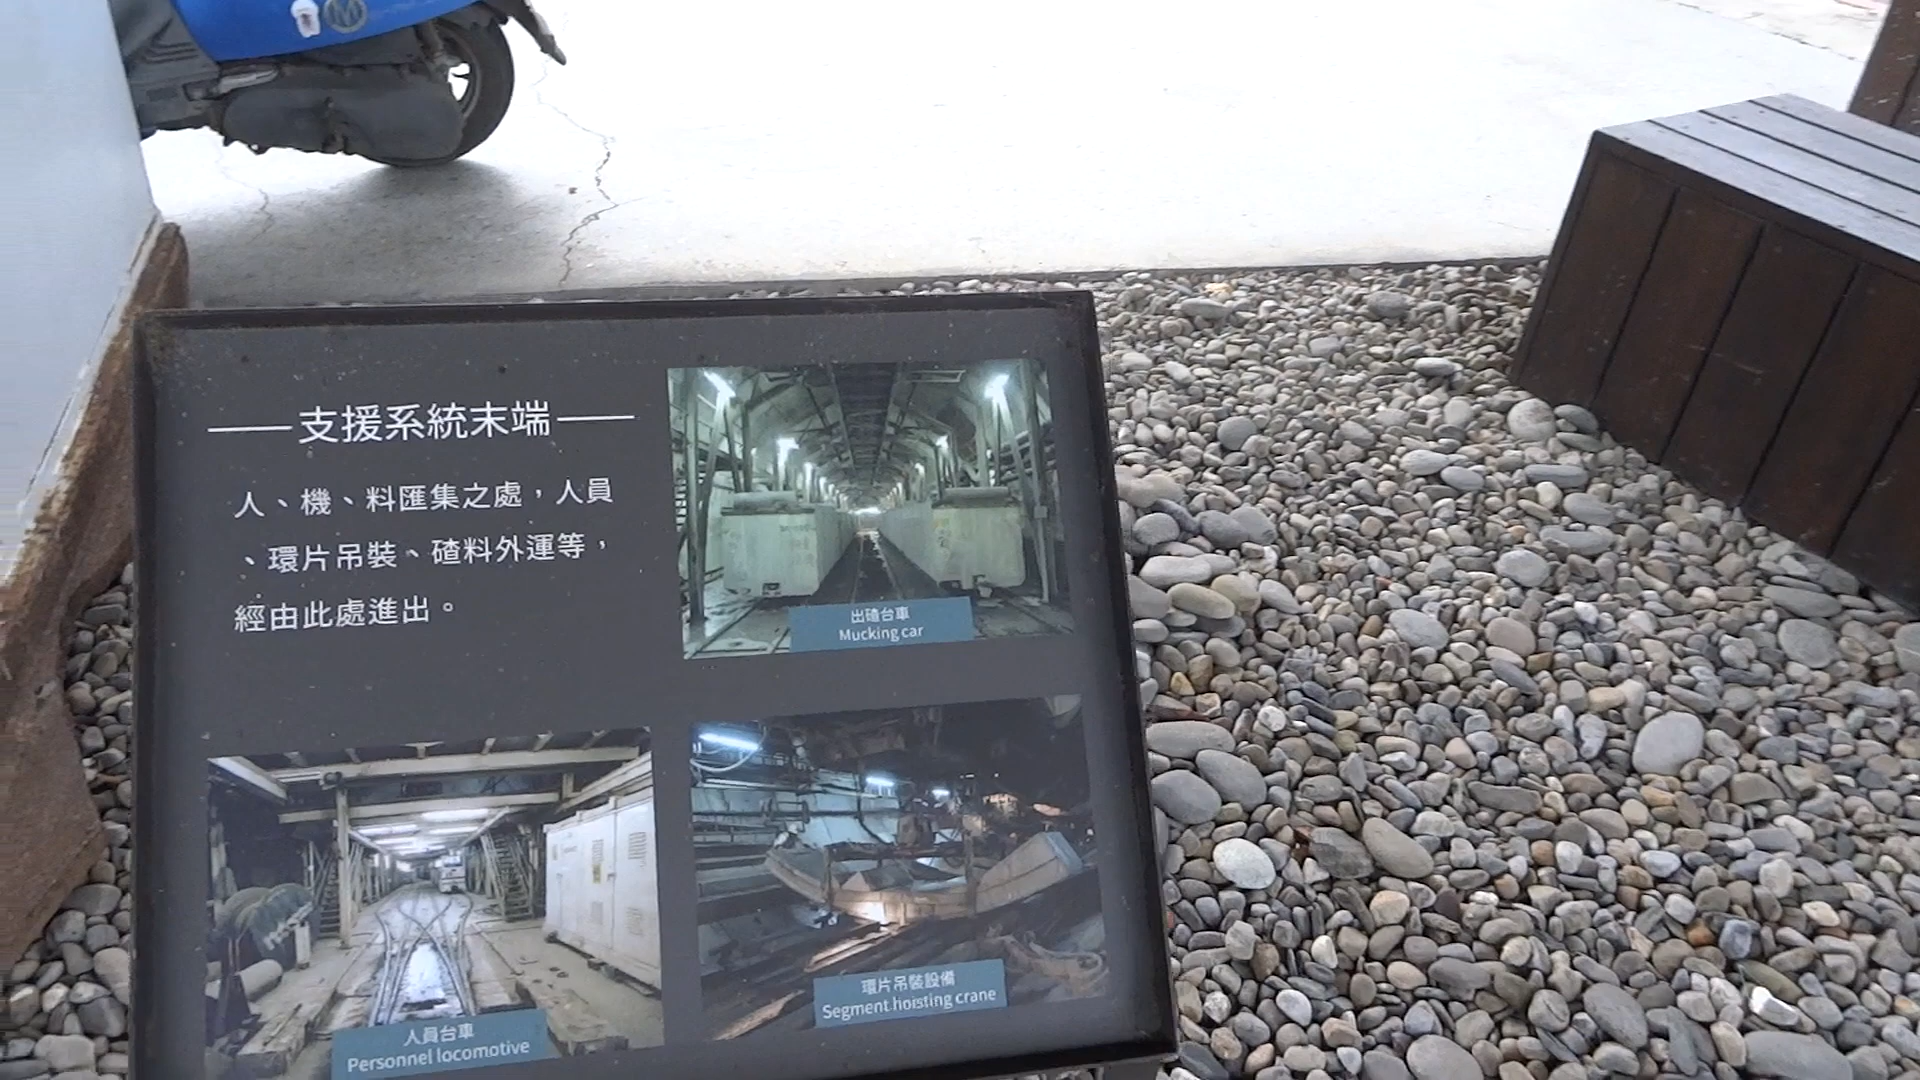 支援系統末端
人、機、料匯集之處，人員
、環片吊裝、碴料外運等，
經由此處進出。
出碴台車
Mucking car
人員台車
Personnel locomotive
環片吊裝設備
Segment hoisting crane